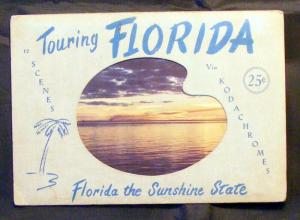 Touring FLORIDA
12 SCENES
Via KODACHROMES
25¢
Florida the Sunshine State